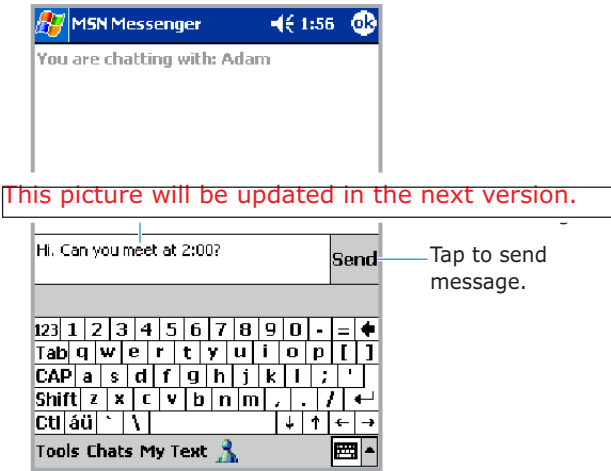 MSN Messenger 1:56 ok
You are chatting with: Adam
This picture will be updated in the next version.
Hi. Can you meet at 2:00?
Send
Tap to send
message.
123 1 2 3 4 5 6 7 8 9 0 - =
Tab q w e r t y u i o p [ ]
CAP a s d f g h j k l ; '
Shift z x c v b n m , . /
Ctl áü ` \ ↓ ↑ ← →
Tools Chats My Text